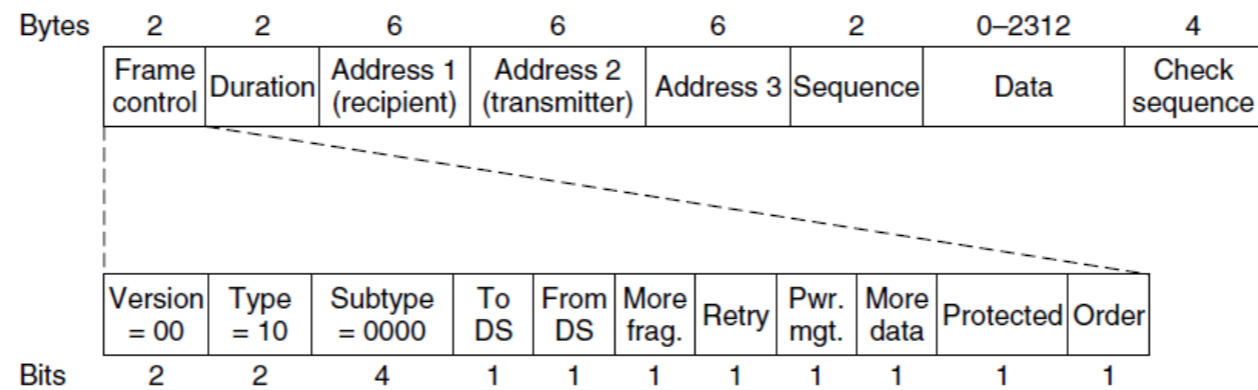 Bytes 2 2 6 6 6 2 0–2312 4
Frame control Duration Address 1 (recipient) Address 2 (transmitter) Address 3 Sequence Data Check sequence
Version = 00 Type = 10 Subtype = 0000 To DS From DS More frag. Retry Pwr. mgt. More data Protected Order
Bits 2 2 4 1 1 1 1 1 1 1 1